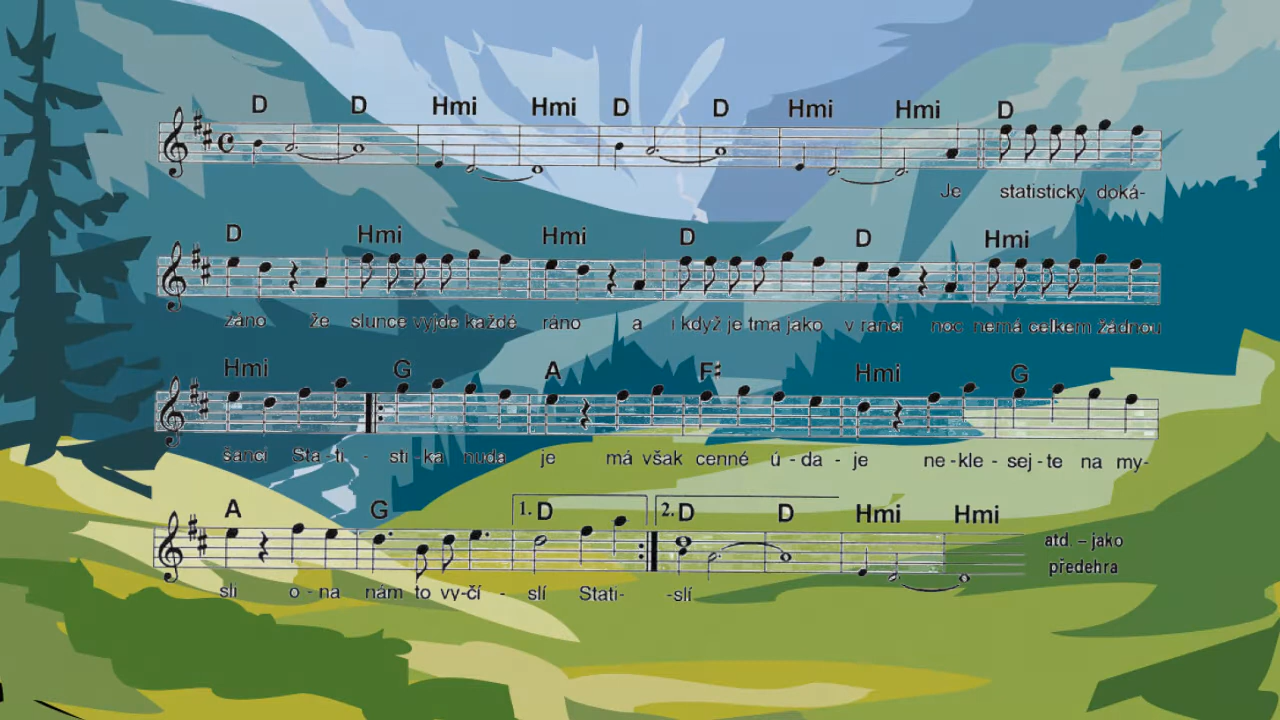 D D Hmi Hmi D D Hmi Hmi D
Je statisticky doká-
D Hmi Hmi D D Hmi
záno že slunce vyjde každé ráno a i když je tma jako v ranci noc nemá celkem žádnou
Hmi G A F# Hmi G
šanci Sta-ti - sti-ka nuda je má však cenné ú-da-je ne-kle-sej-te na my-
A G 1. D 2. D D Hmi Hmi
atd. – jako
předehra
sli o-na nám to vy-čí - slí Stati- -slí